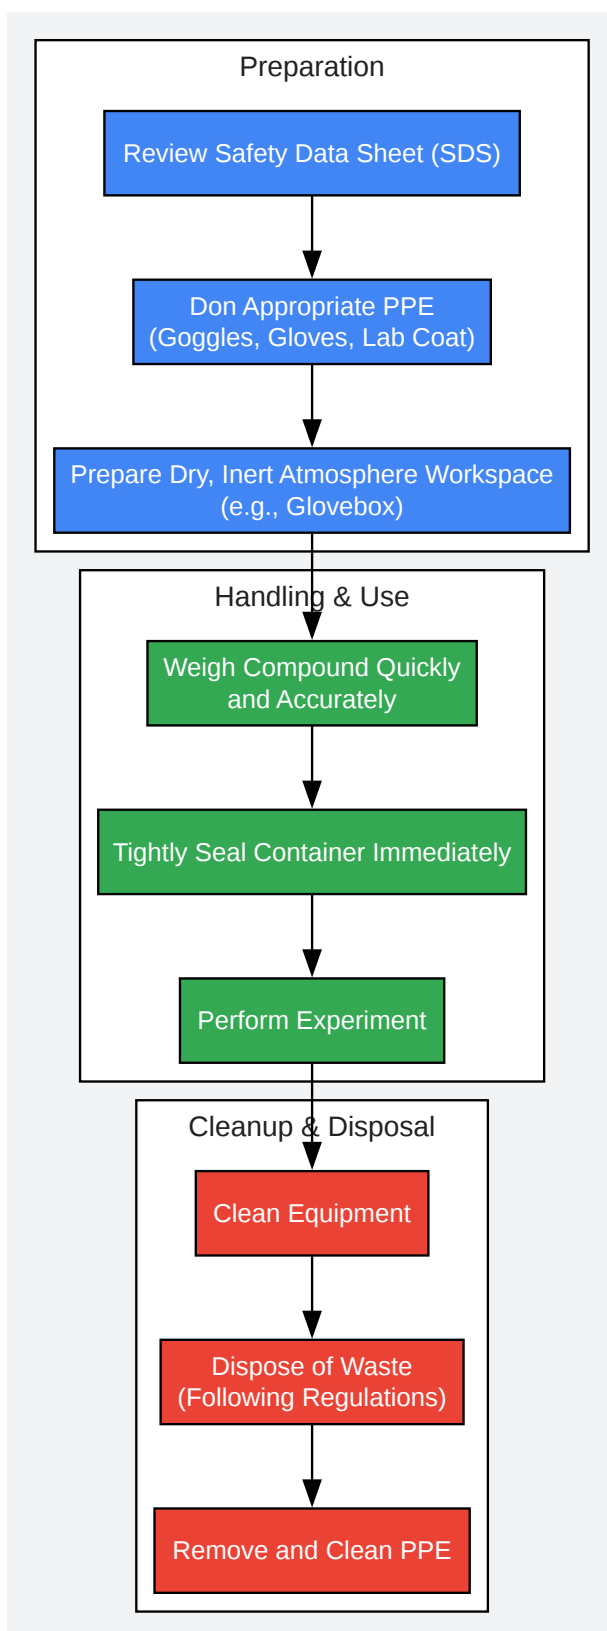 Preparation
Review Safety Data Sheet (SDS)
Don Appropriate PPE
(Goggles, Gloves, Lab Coat)
Prepare Dry, Inert Atmosphere Workspace
(e.g., Glovebox)
Handling & Use
Weigh Compound Quickly
and Accurately
Tightly Seal Container Immediately
Perform Experiment
Cleanup & Disposal
Clean Equipment
Dispose of Waste
(Following Regulations)
Remove and Clean PPE